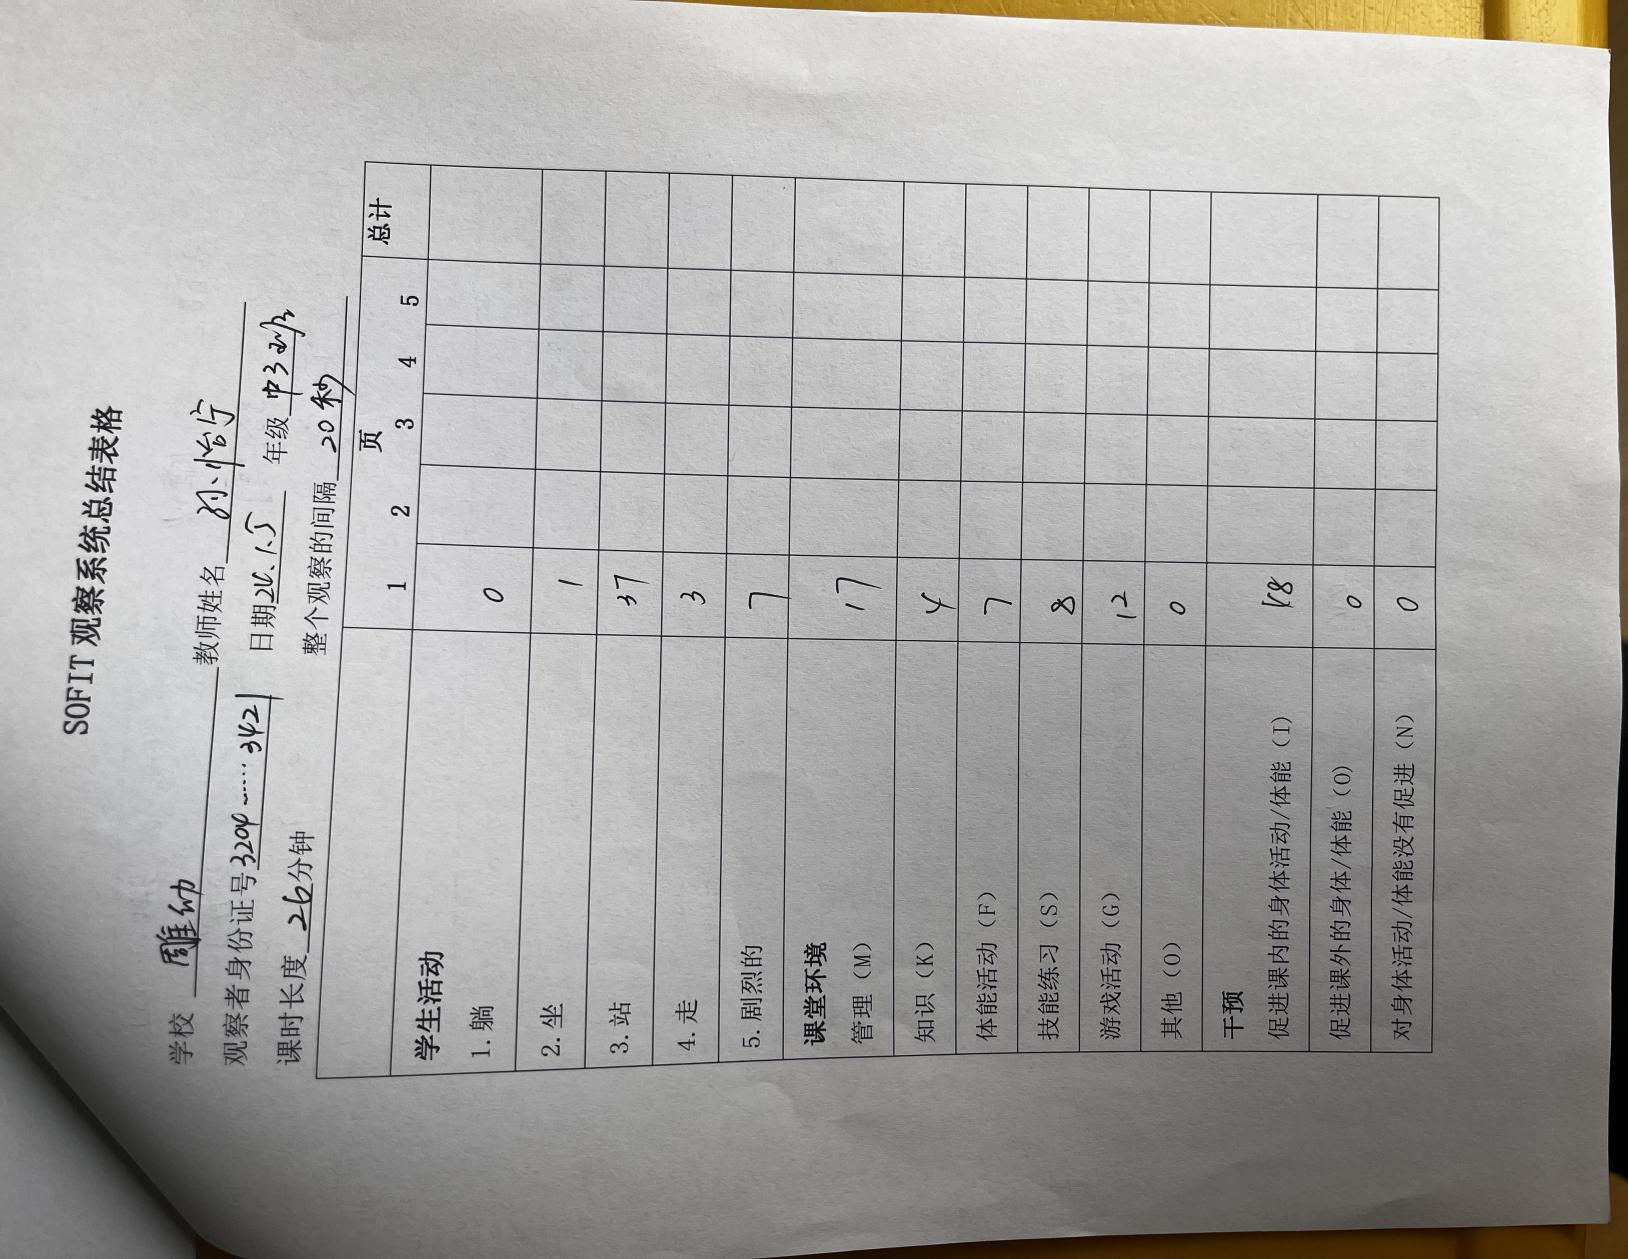 SOFIT 观察系统总结表格
学校 雕幼 教师姓名 孙怡宁
观察者身份证号 3204……3421 日期 24.1.5 年级 中3班
课时长度 26 分钟 整个观察的间隔 20秒
页 总计
1 2 3 4 5
学生活动
1.躺 0
2.坐 1
3.站 37
4.走 3
5.剧烈的 7
课堂环境
管理（M） 17
知识（K） 4
体能活动（F） 7
技能练习（S） 8
游戏活动（G） 12
其他（O） 0
干预
促进课内的身体活动/体能（I） 48
促进课外的身体/体能（O） 0
对身体活动/体能没有促进（N） 0